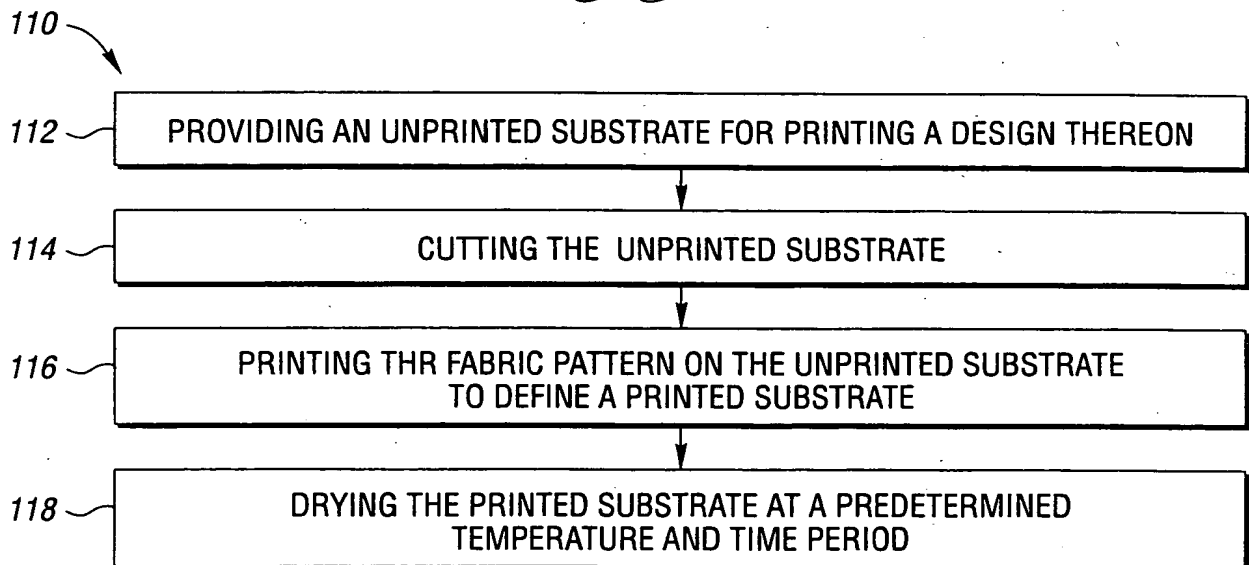 110
112 PROVIDING AN UNPRINTED SUBSTRATE FOR PRINTING A DESIGN THEREON
114 CUTTING THE UNPRINTED SUBSTRATE
116 PRINTING THR FABRIC PATTERN ON THE UNPRINTED SUBSTRATE
TO DEFINE A PRINTED SUBSTRATE
118 DRYING THE PRINTED SUBSTRATE AT A PREDETERMINED
TEMPERATURE AND TIME PERIOD